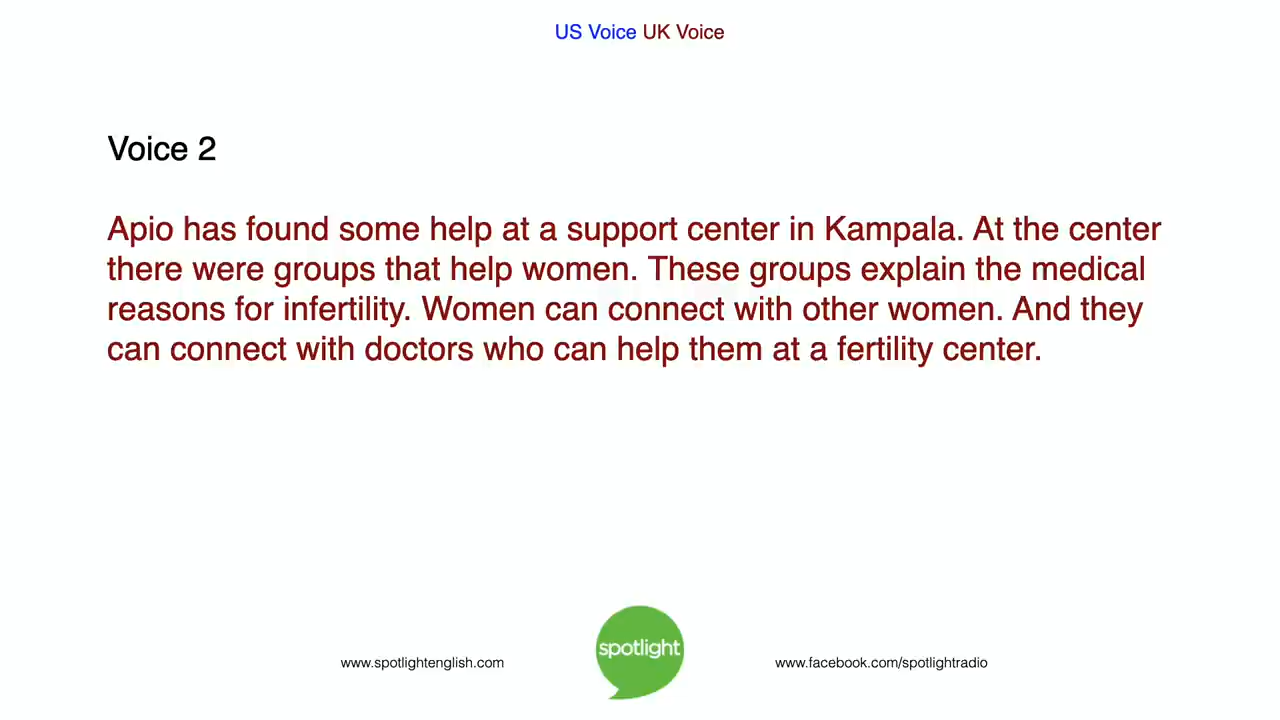 US Voice UK Voice
Voice 2
Apio has found some help at a support center in Kampala. At the center
there were groups that help women. These groups explain the medical
reasons for infertility. Women can connect with other women. And they
can connect with doctors who can help them at a fertility center.
www.spotlightenglish.com
spotlight
www.facebook.com/spotlightradio